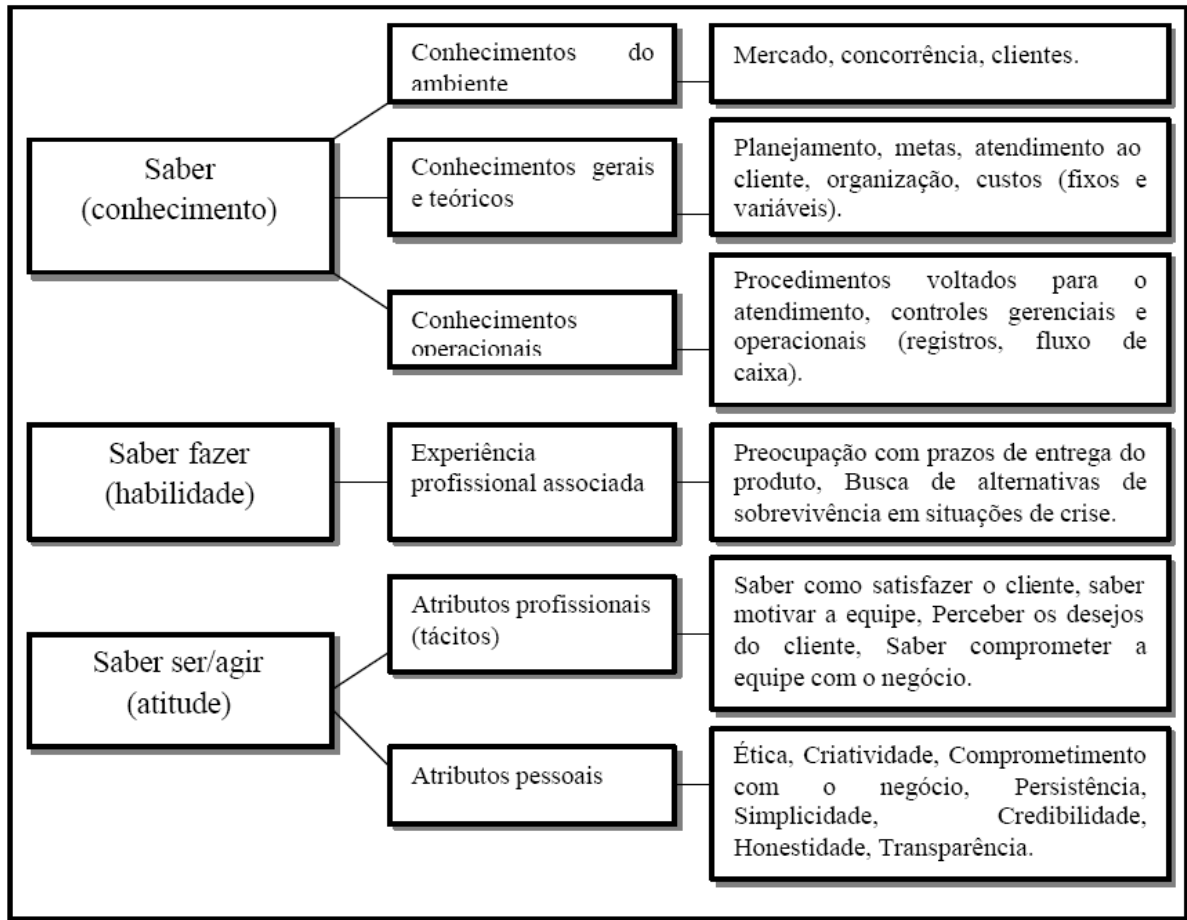 Saber
(conhecimento)
Conhecimentos do
ambiente
Mercado, concorrência, clientes.
Conhecimentos gerais
e teóricos
Planejamento, metas, atendimento ao
cliente, organização, custos (fixos e
variáveis).
Conhecimentos
operacionais
Procedimentos voltados para o
atendimento, controles gerenciais e
operacionais (registros, fluxo de
caixa).
Saber fazer
(habilidade)
Experiência
profissional associada
Preocupação com prazos de entrega do
produto, Busca de alternativas de
sobrevivência em situações de crise.
Saber ser/agir
(atitude)
Atributos profissionais
(tácitos)
Saber como satisfazer o cliente, saber
motivar a equipe, Perceber os desejos
do cliente, Saber comprometer a
equipe com o negócio.
Atributos pessoais
Ética, Criatividade, Comprometimento
com o negócio, Persistência,
Simplicidade, Credibilidade,
Honestidade, Transparência.